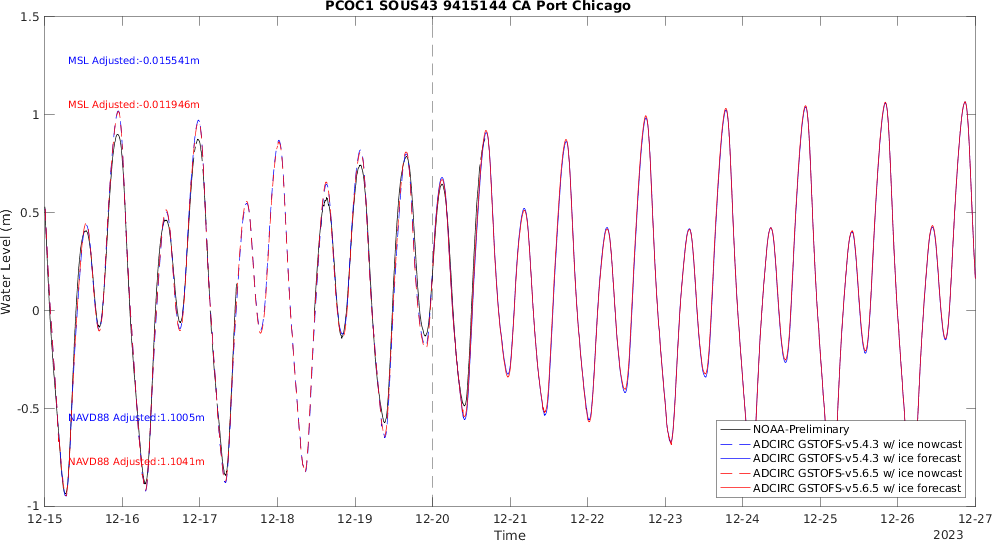 PCOC1 SOUS43 9415144 CA Port Chicago
1.5
MSL Adjusted:-0.015541m
MSL Adjusted:-0.011946m
1
0.5
Water Level (m)
0
-0.5
NAVD88 Adjusted:1.1005m
NAVD88 Adjusted:1.1041m
-1
NOAA-Preliminary
ADCIRC GSTOFS-v5.4.3 w/ ice nowcast
ADCIRC GSTOFS-v5.4.3 w/ ice forecast
ADCIRC GSTOFS-v5.6.5 w/ ice nowcast
ADCIRC GSTOFS-v5.6.5 w/ ice forecast
12-15 12-16 12-17 12-18 12-19 12-20 12-21 12-22 12-23 12-24 12-25 12-26 12-27
Time
2023